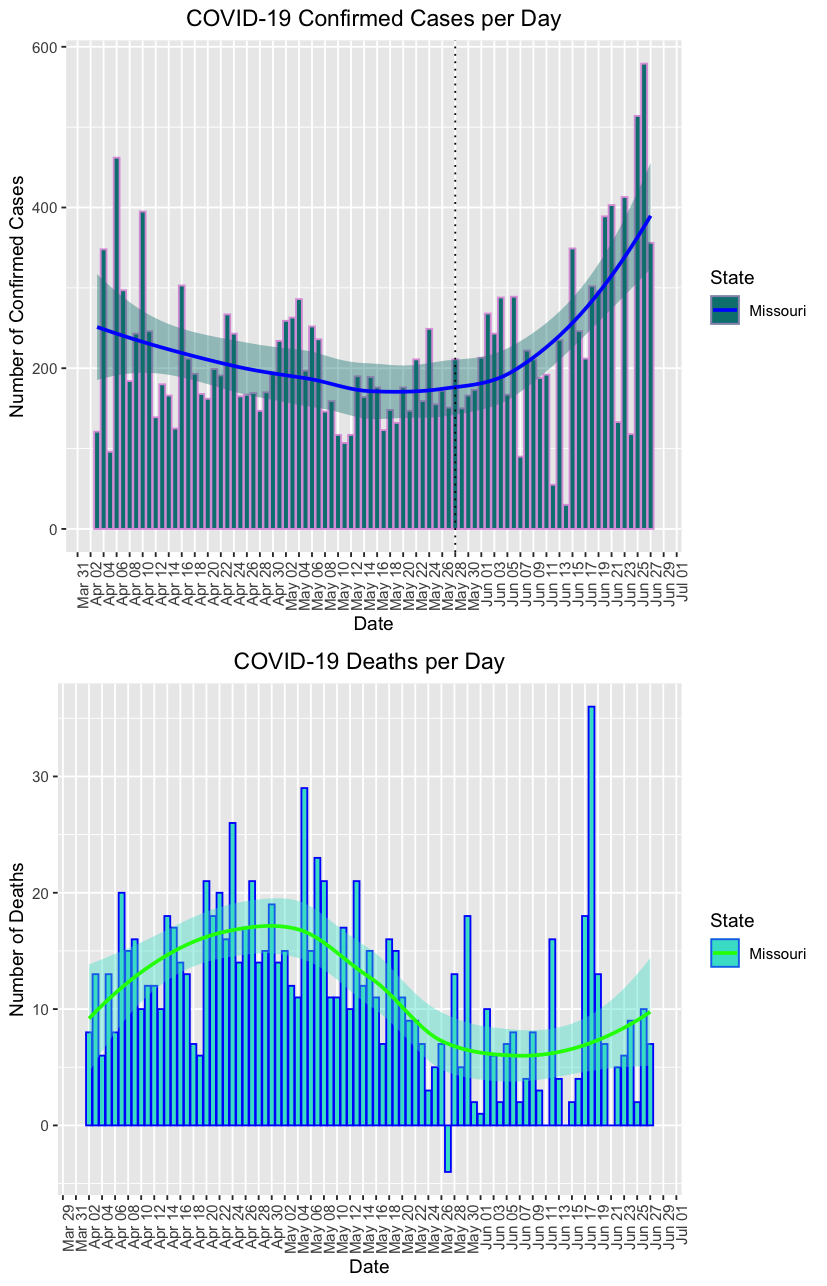 COVID-19 Confirmed Cases per Day
Number of Confirmed Cases
600
400
200
0
Mar 31
Apr 02
Apr 04
Apr 06
Apr 08
Apr 10
Apr 12
Apr 14
Apr 16
Apr 18
Apr 20
Apr 22
Apr 24
Apr 26
Apr 28
Apr 30
May 02
May 04
May 06
May 08
May 10
May 12
May 14
May 16
May 18
May 20
May 22
May 24
May 26
May 28
May 30
Jun 01
Jun 03
Jun 05
Jun 07
Jun 09
Jun 11
Jun 13
Jun 15
Jun 17
Jun 19
Jun 21
Jun 23
Jun 25
Jun 27
Jun 29
Jul 01
Date
State
Missouri
COVID-19 Deaths per Day
Number of Deaths
30
20
10
0
Mar 29
Mar 31
Apr 02
Apr 04
Apr 06
Apr 08
Apr 10
Apr 12
Apr 14
Apr 16
Apr 18
Apr 20
Apr 22
Apr 24
Apr 26
Apr 28
Apr 30
May 02
May 04
May 06
May 08
May 10
May 12
May 14
May 16
May 18
May 20
May 22
May 24
May 26
May 28
May 30
Jun 01
Jun 03
Jun 05
Jun 07
Jun 09
Jun 11
Jun 13
Jun 15
Jun 17
Jun 19
Jun 21
Jun 23
Jun 25
Jun 27
Jun 29
Jul 01
Date
State
Missouri